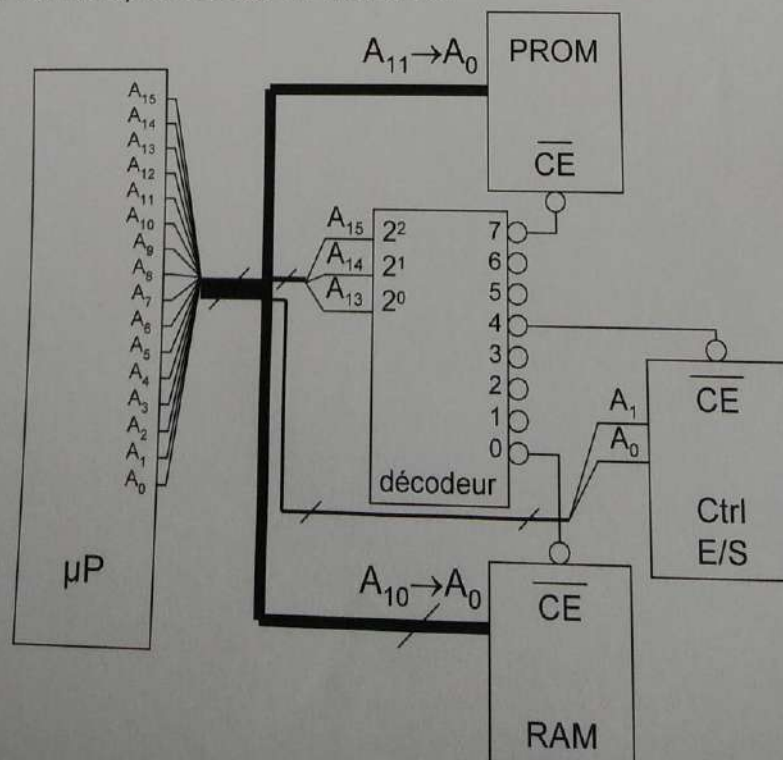 A₁₁→A₀
PROM
CE
A₁₅
A₁₄
A₁₃
A₁₂
A₁₁
A₁₀
A₉
A₈
A₇
A₆
A₅
A₄
A₃
A₂
A₁
A₀
µP
A₁₅ 2²
A₁₄ 2¹
A₁₃ 2⁰
7
6
5
4
3
2
1
0
décodeur
A₁
A₀
CE
Ctrl
E/S
A₁₀→A₀
CE
RAM